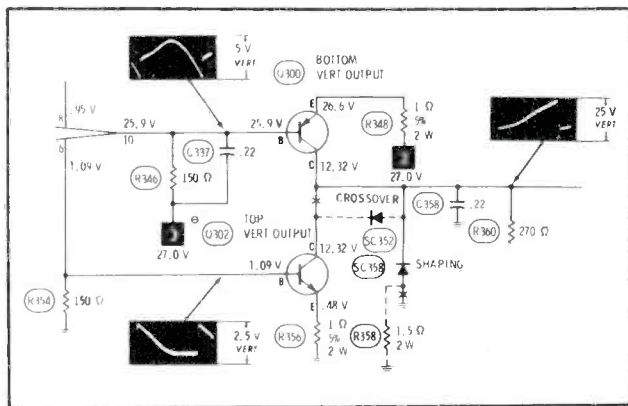 5 V
VERT
Q300
BOTTOM
VERT OUTPUT
.95 V
25.9 V
10
1.09 V
25.9 V
B
E
26.6 V
C
12.32 V
R348
1 Ω
5%
2 W
27.0 V
25 V
VERT
C337
.22
R346
150 Ω
27.0 V
Q302
TOP
VERT OUTPUT
CROSSOVER
SC352
C358
.22
R360
270 Ω
SC358
SHAPING
1.09 V
B
C
12.32 V
E
.48 V
R354
150 Ω
2.5 V
VERT
R356
1 Ω
5%
2 W
R358
1.5 Ω
2 W